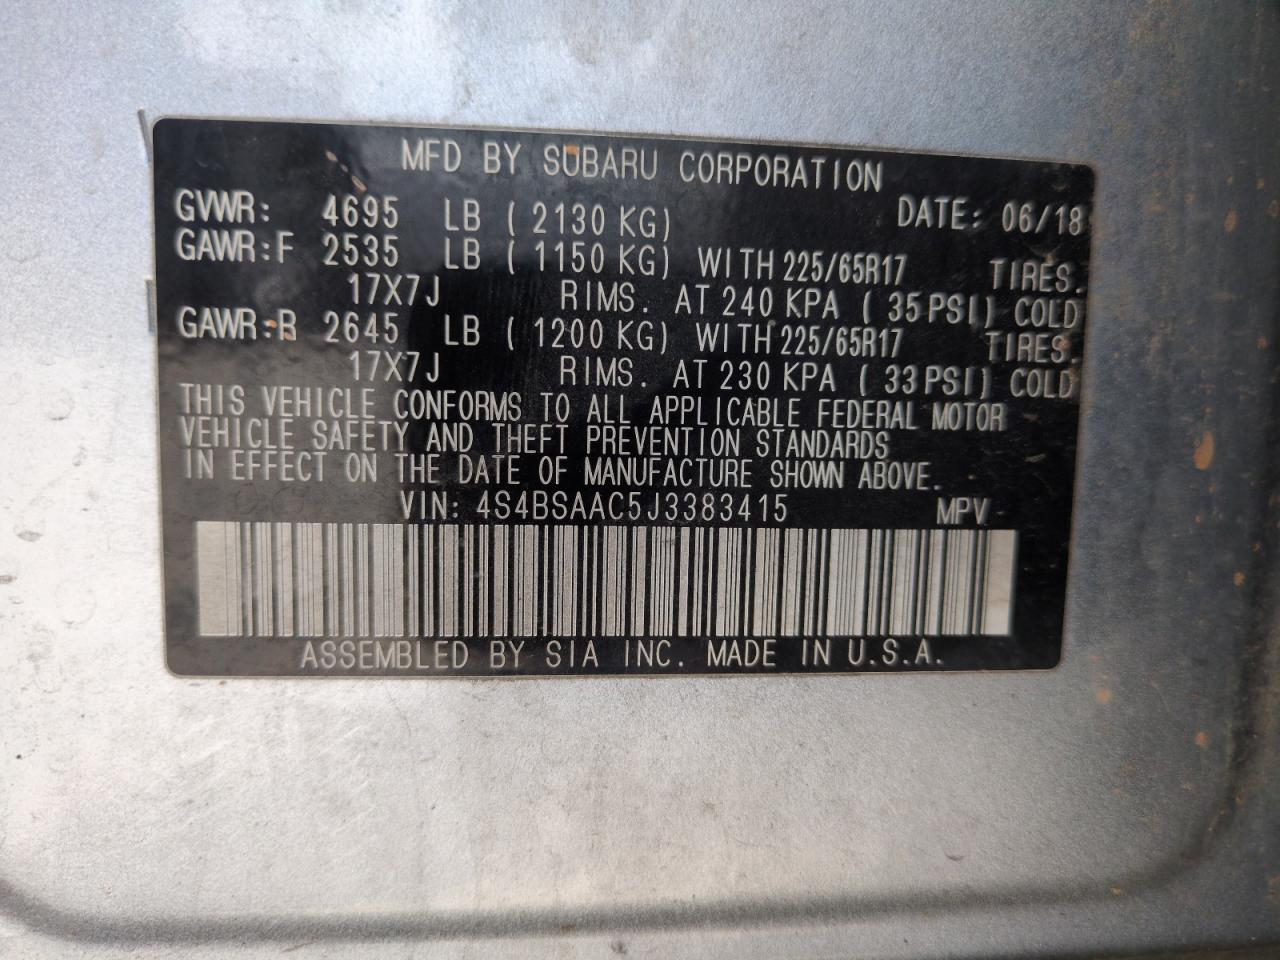 MFD BY SUBARU CORPORATION
GVWR: 4695 LB ( 2130 KG) DATE: 06/18
GAWR:F 2535 LB ( 1150 KG) WITH 225/65R17 TIRES.
17X7J RIMS. AT 240 KPA ( 35 PSI) COLD
GAWR:R 2645 LB ( 1200 KG) WITH 225/65R17 TIRES.
17X7J RIMS. AT 230 KPA ( 33 PSI) COLD
THIS VEHICLE CONFORMS TO ALL APPLICABLE FEDERAL MOTOR
VEHICLE SAFETY AND THEFT PREVENTION STANDARDS
IN EFFECT ON THE DATE OF MANUFACTURE SHOWN ABOVE.
VIN: 4S4BSAAC5J3383415 MPV
ASSEMBLED BY SIA INC. MADE IN U.S.A.